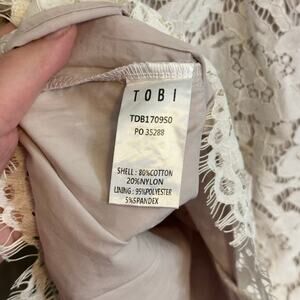 TOBI
TDB170950
PO 35288
SHELL : 80%COTTON
20%NYLON
LINING : 95%POLYESTER
5%SPANDEX